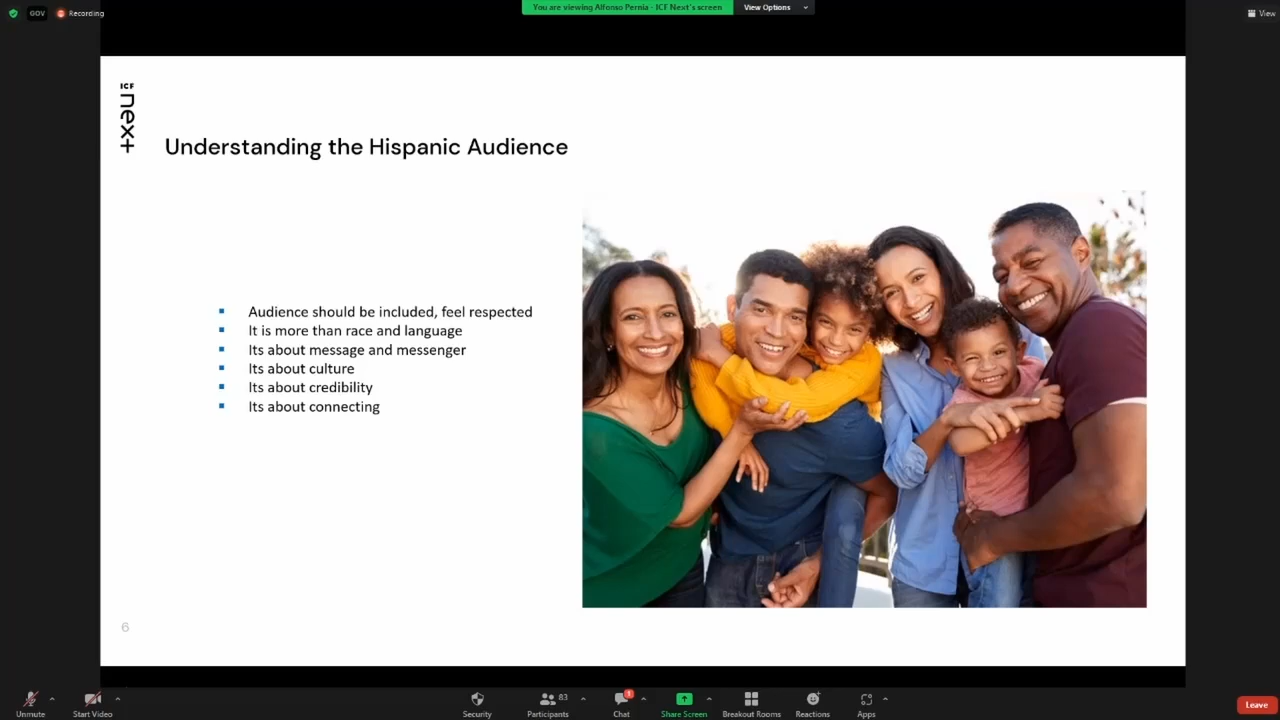 GOV
Recording
You are viewing Alfonso Pernia - ICF Next's screen
View Options
View
ICF
next
Understanding the Hispanic Audience
Audience should be included, feel respected
It is more than race and language
Its about message and messenger
Its about culture
Its about credibility
Its about connecting
6
Unmute
Start Video
Security
Participants
83
Chat
Share Screen
Breakout Rooms
Reactions
Apps
Leave